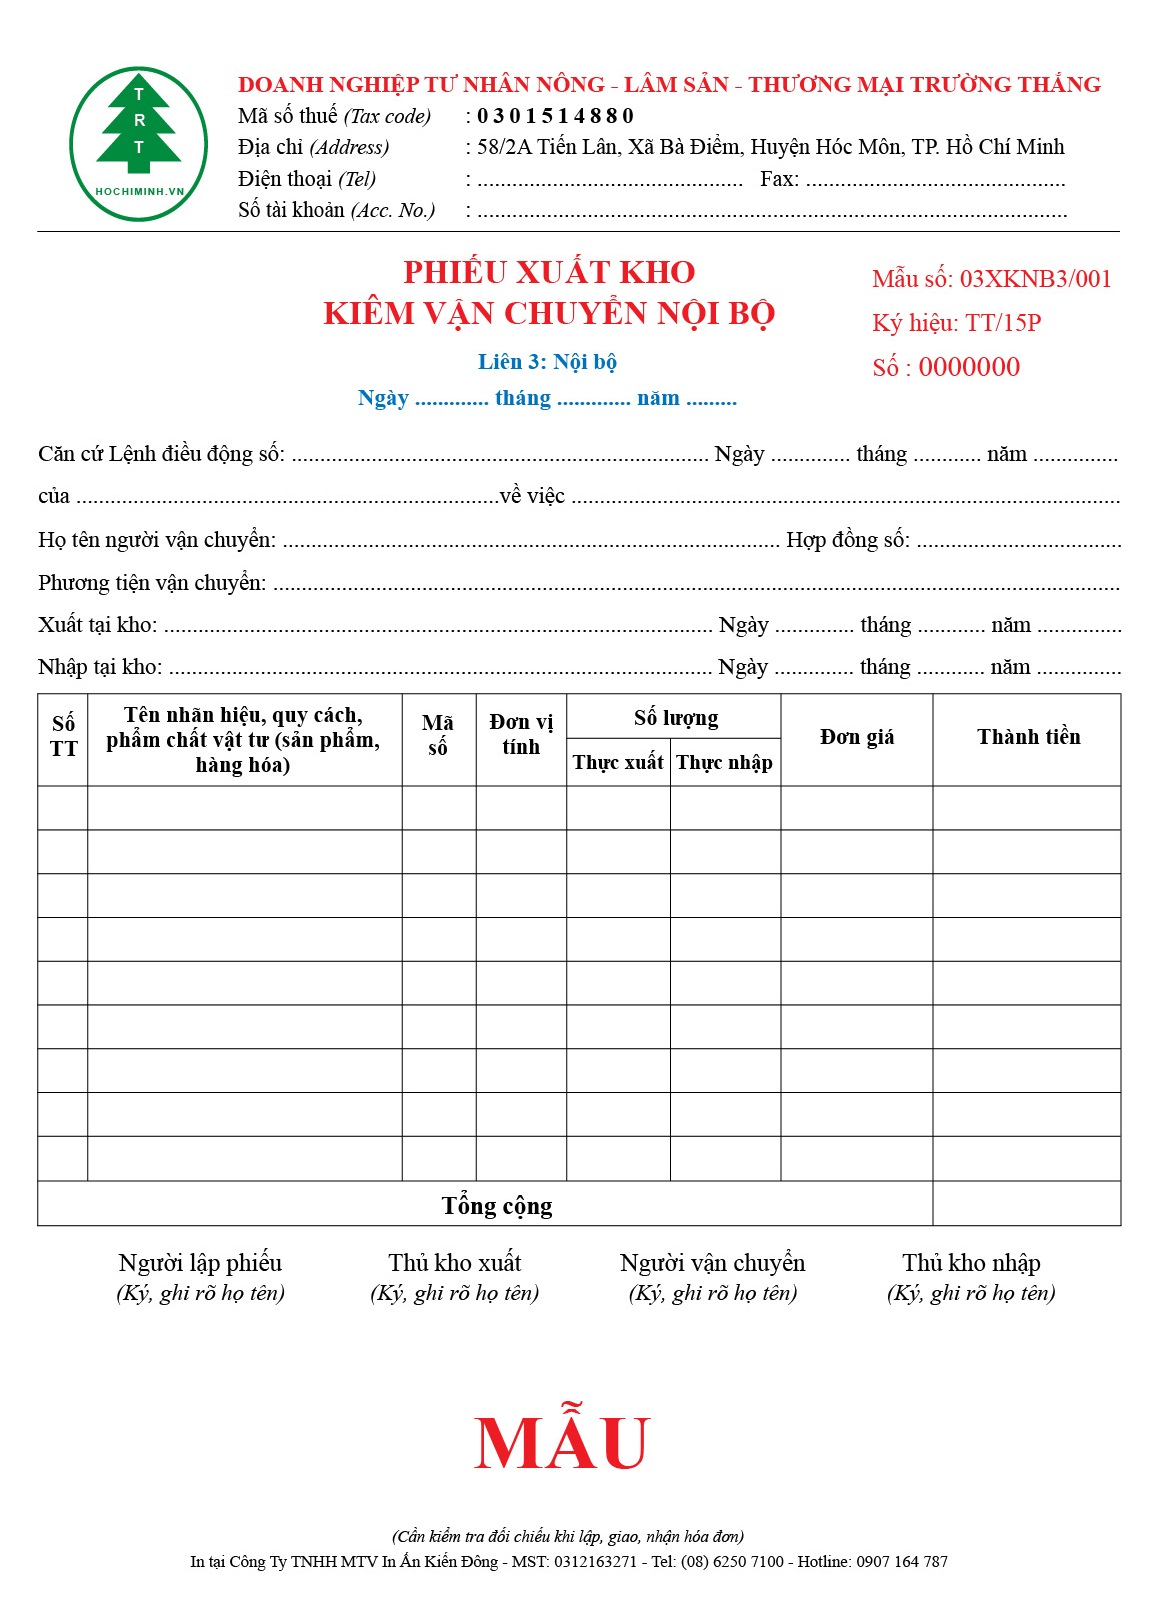 T
R
T
HOCHIMINH.VN
DOANH NGHIỆP TƯ NHÂN NÔNG - LÂM SẢN - THƯƠNG MẠI TRƯỜNG THẮNG
Mã số thuế (Tax code) : 0301514880
Địa chỉ (Address) : 58/2A Tiến Lân, Xã Bà Điểm, Huyện Hóc Môn, TP. Hồ Chí Minh
Điện thoại (Tel) : .............................................. Fax: .............................................
Số tài khoản (Acc. No.) : .......................................................................................................
PHIẾU XUẤT KHO
KIÊM VẬN CHUYỂN NỘI BỘ
Liên 3: Nội bộ
Ngày ............. tháng ............. năm .........
Mẫu số: 03XKNB3/001
Ký hiệu: TT/15P
Số : 0000000
Căn cứ Lệnh điều động số: ......................................................................... Ngày .............. tháng ............ năm ...............
của ..........................................................................về việc ................................................................................................
Họ tên người vận chuyển: ....................................................................................... Hợp đồng số: ....................................
Phương tiện vận chuyển: .....................................................................................................................................................
Xuất tại kho: ................................................................................................ Ngày .............. tháng ............ năm ...............
Nhập tại kho: ............................................................................................... Ngày .............. tháng ............ năm ...............
Số TT
Tên nhãn hiệu, quy cách,
phẩm chất vật tư (sản phẩm,
hàng hóa)
Mã số
Đơn vị tính
Số lượng
Thực xuất
Thực nhập
Đơn giá
Thành tiền
Tổng cộng
Người lập phiếu Thủ kho xuất Người vận chuyển Thủ kho nhập
(Ký, ghi rõ họ tên) (Ký, ghi rõ họ tên) (Ký, ghi rõ họ tên) (Ký, ghi rõ họ tên)
MẪU
(Cần kiểm tra đối chiếu khi lập, giao, nhận hóa đơn)
In tại Công Ty TNHH MTV In Ấn Kiến Đông - MST: 0312163271 - Tel: (08) 6250 7100 - Hotline: 0907 164 787